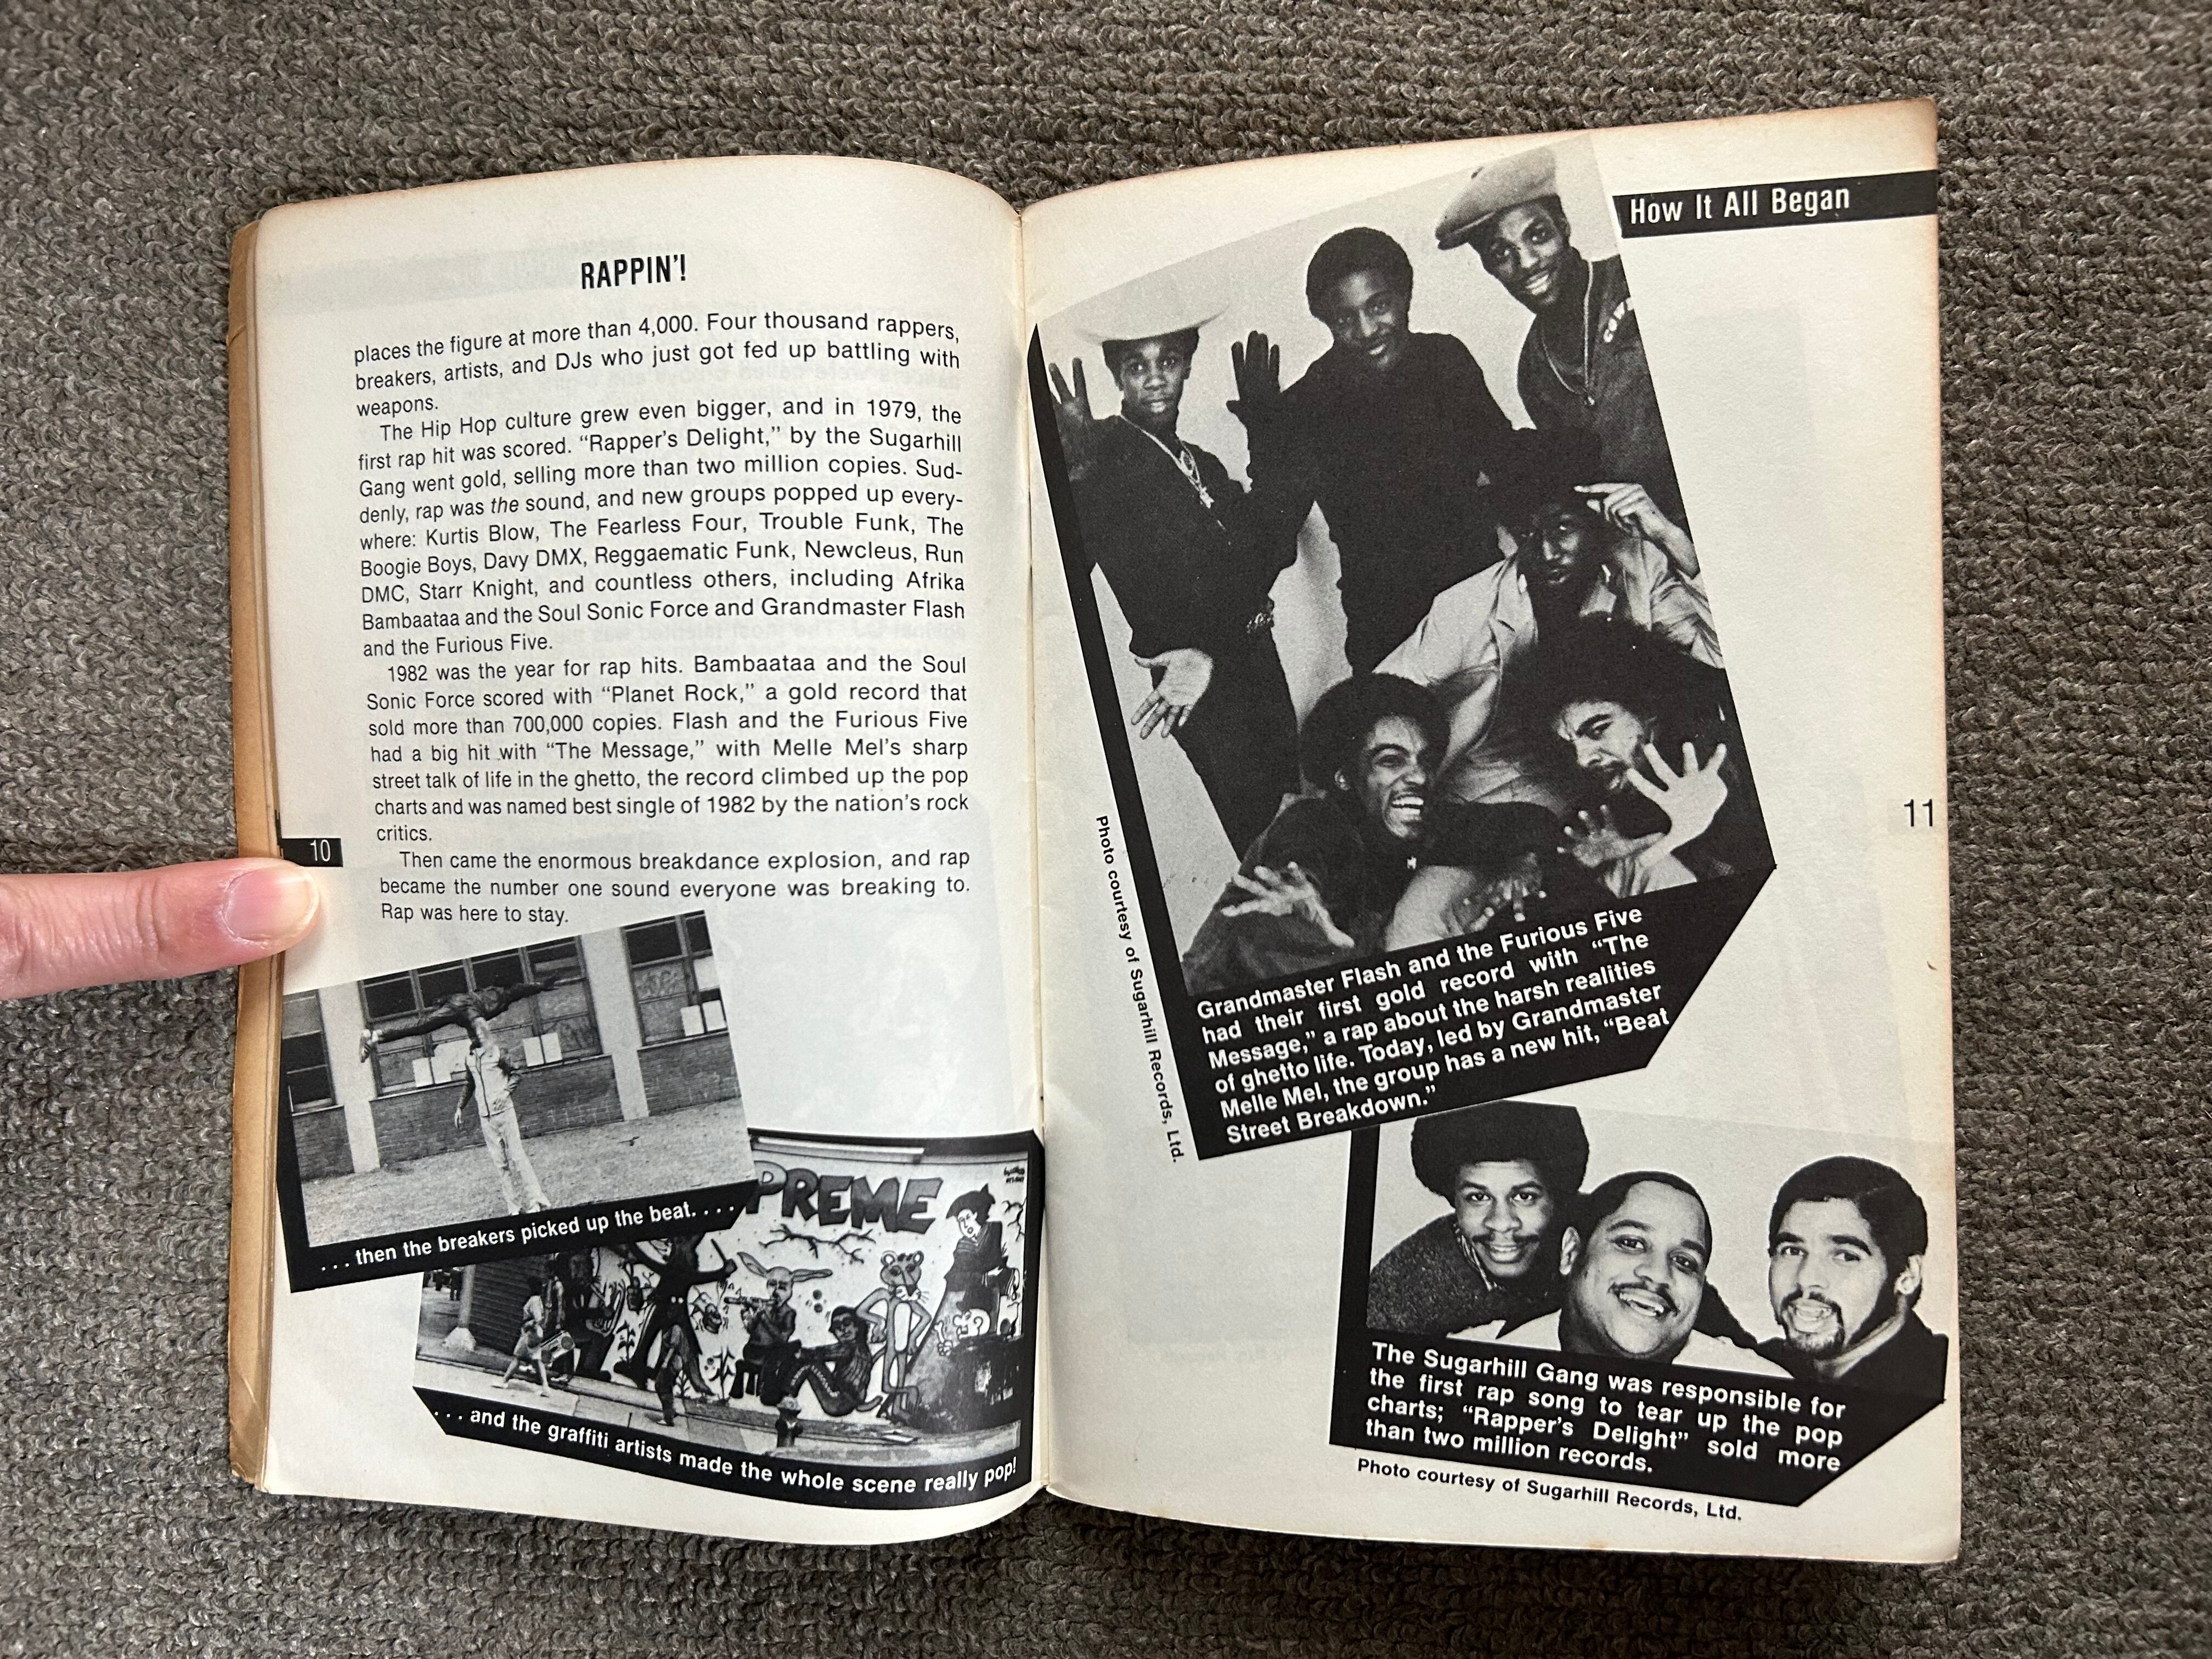 RAPPIN'!
places the figure at more than 4,000. Four thousand rappers,
breakers, artists, and DJs who just got fed up battling with
weapons.
The Hip Hop culture grew even bigger, and in 1979, the
first rap hit was scored. “Rapper's Delight,” by the Sugarhill
Gang went gold, selling more than two million copies. Sud-
denly, rap was the sound, and new groups popped up every-
where: Kurtis Blow, The Fearless Four, Trouble Funk, The
Boogie Boys, Davy DMX, Reggaematic Funk, Newcleus, Run
DMC, Starr Knight, and countless others, including Afrika
Bambaataa and the Soul Sonic Force and Grandmaster Flash
and the Furious Five.
1982 was the year for rap hits. Bambaataa and the Soul
Sonic Force scored with “Planet Rock,” a gold record that
sold more than 700,000 copies. Flash and the Furious Five
had a big hit with “The Message,” with Melle Mel's sharp
street talk of life in the ghetto, the record climbed up the pop
charts and was named best single of 1982 by the nation's rock
critics.
Then came the enormous breakdance explosion, and rap
became the number one sound everyone was breaking to.
Rap was here to stay.
10
. . . then the breakers picked up the beat. . . .
PREME
. . . and the graffiti artists made the whole scene really pop!
How It All Began
11
Photo courtesy of Sugarhill Records, Ltd.
Grandmaster Flash and the Furious Five
had their first gold record with “The
Message,” a rap about the harsh realities
of ghetto life. Today, led by Grandmaster
Melle Mel, the group has a new hit, “Beat
Street Breakdown.”
The Sugarhill Gang was responsible for
the first rap song to tear up the pop
charts; “Rapper's Delight” sold more
than two million records.
Photo courtesy of Sugarhill Records, Ltd.